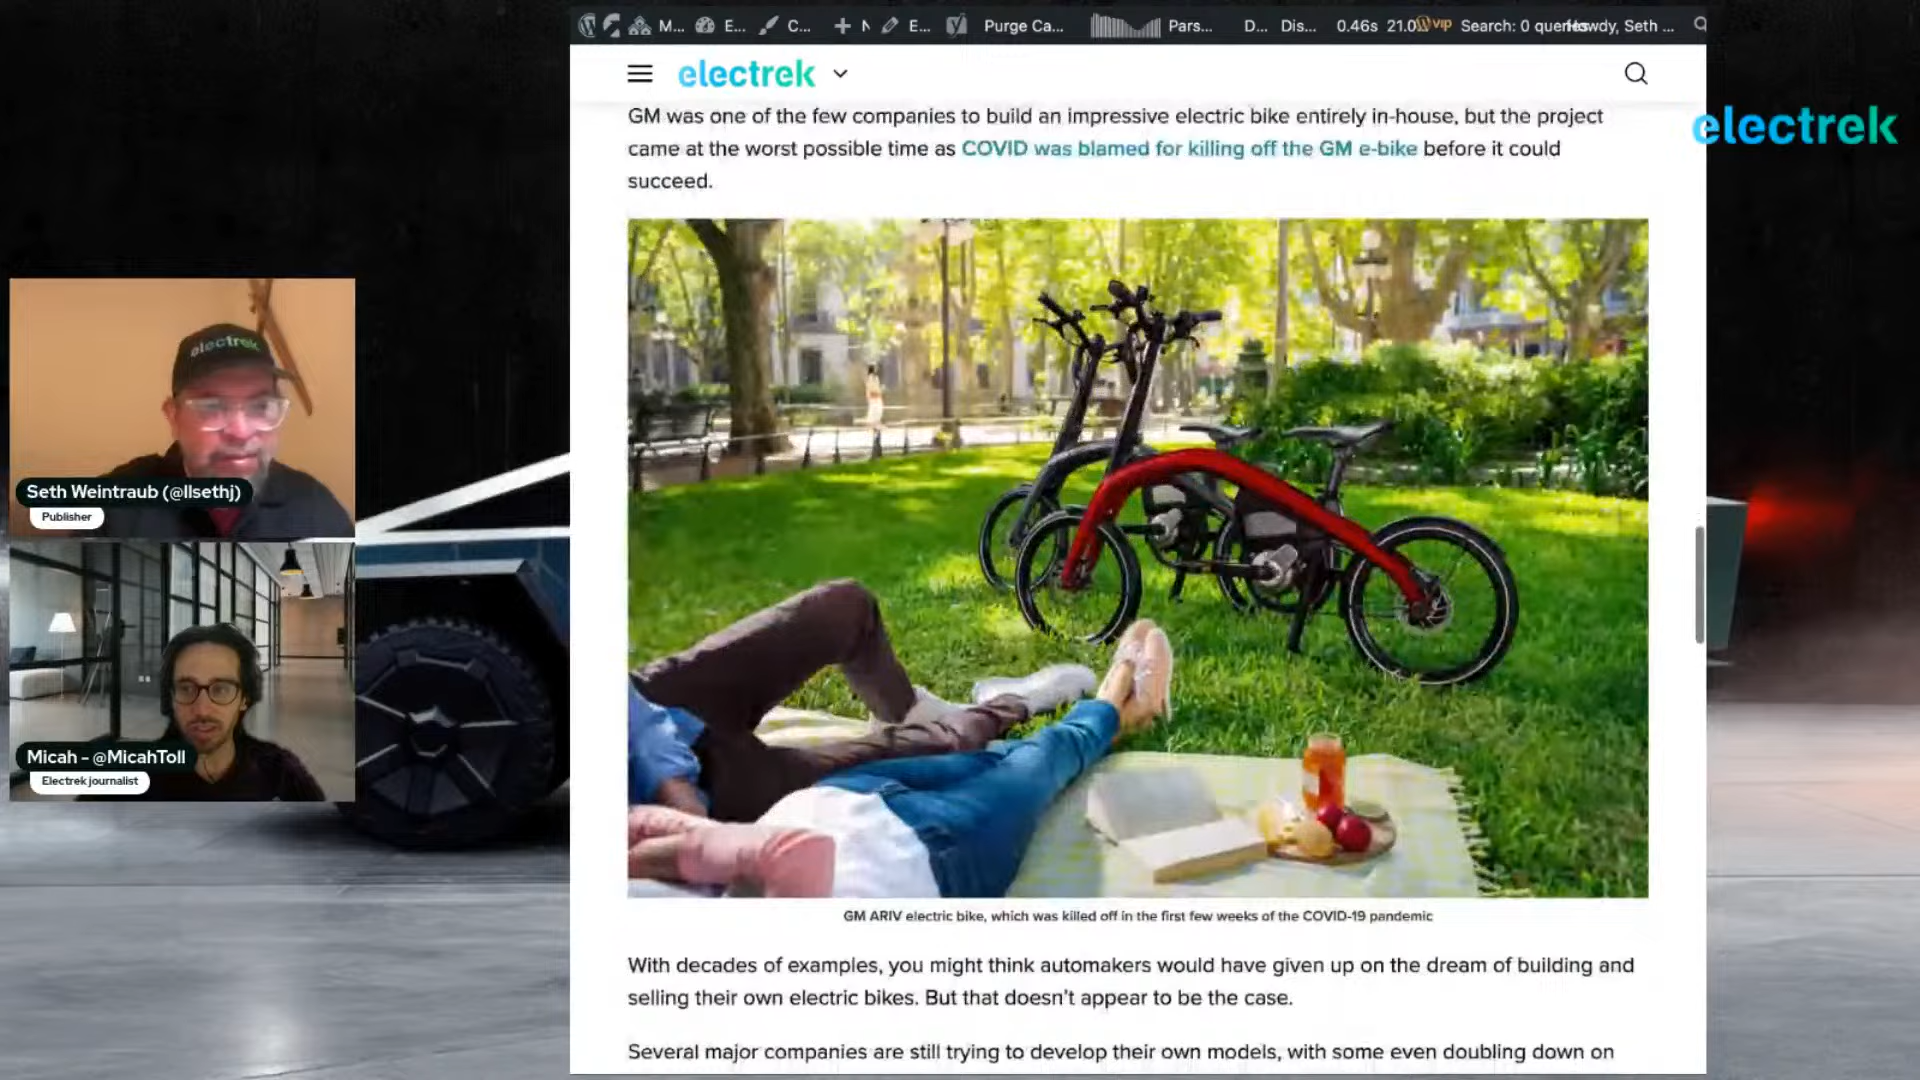 M... E... C... N E... Purge Ca... Pars... D... Dis... 0.46s 21.0 vip Search: 0 queries Howdy, Seth ...
electrek
GM was one of the few companies to build an impressive electric bike entirely in-house, but the project
came at the worst possible time as COVID was blamed for killing off the GM e-bike before it could
succeed.
electrek
electrek
Seth Weintraub (@llsethj)
Publisher
Micah - @MicahToll
Electrek journalist
GM ARIV electric bike, which was killed off in the first few weeks of the COVID-19 pandemic
With decades of examples, you might think automakers would have given up on the dream of building and
selling their own electric bikes. But that doesn't appear to be the case.
Several major companies are still trying to develop their own models, with some even doubling down on